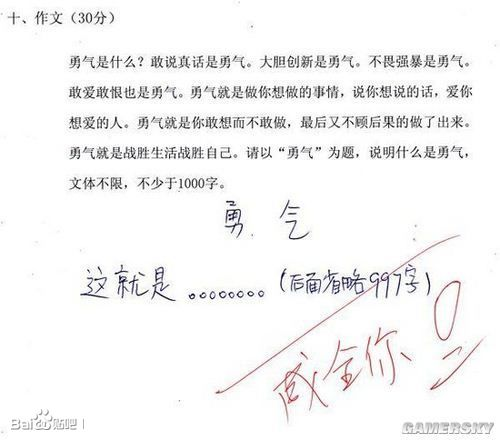 十、作文（30分）
勇气是什么？敢说真话是勇气。大胆创新是勇气。不畏强暴是勇气。
敢爱敢恨也是勇气。勇气就是做你想做的事情，说你想说的话，爱你
想爱的人。勇气就是你敢想而不敢做，最后又不顾后果的做了出来。
勇气就是战胜生活战胜自己。请以“勇气”为题，说明什么是勇气，
文体不限，不少于1000字。
勇 气
这就是 。。。。。。。。（后面省略997字）
0
成全你
Baidu贴吧
GAMERSKY